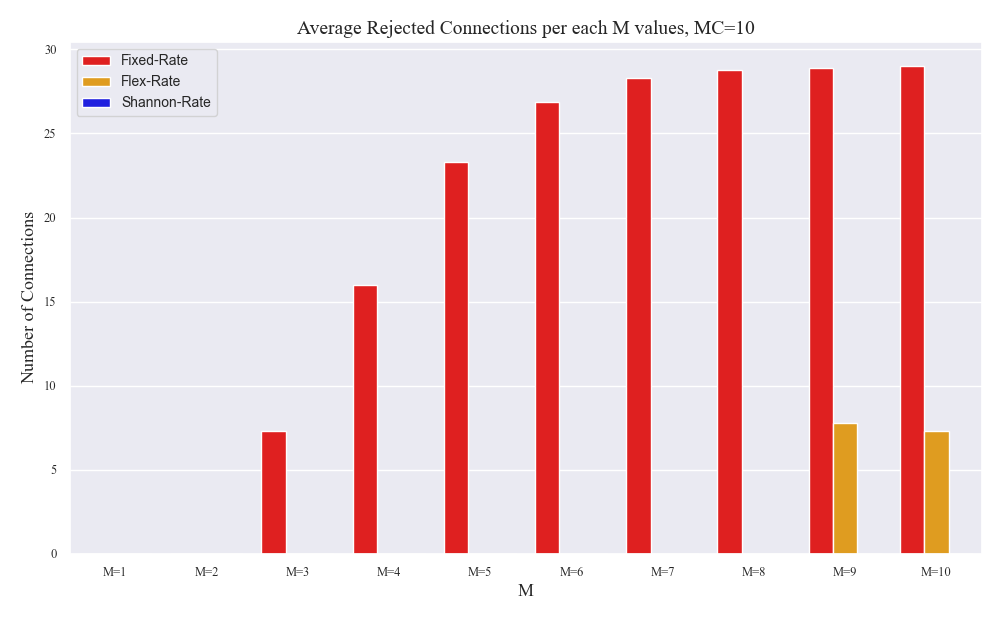 Average Rejected Connections per each M values, MC=10
Fixed-Rate
Flex-Rate
Shannon-Rate
Number of Connections
30
25
20
15
10
5
0
M=1 M=2 M=3 M=4 M=5 M=6 M=7 M=8 M=9 M=10
M